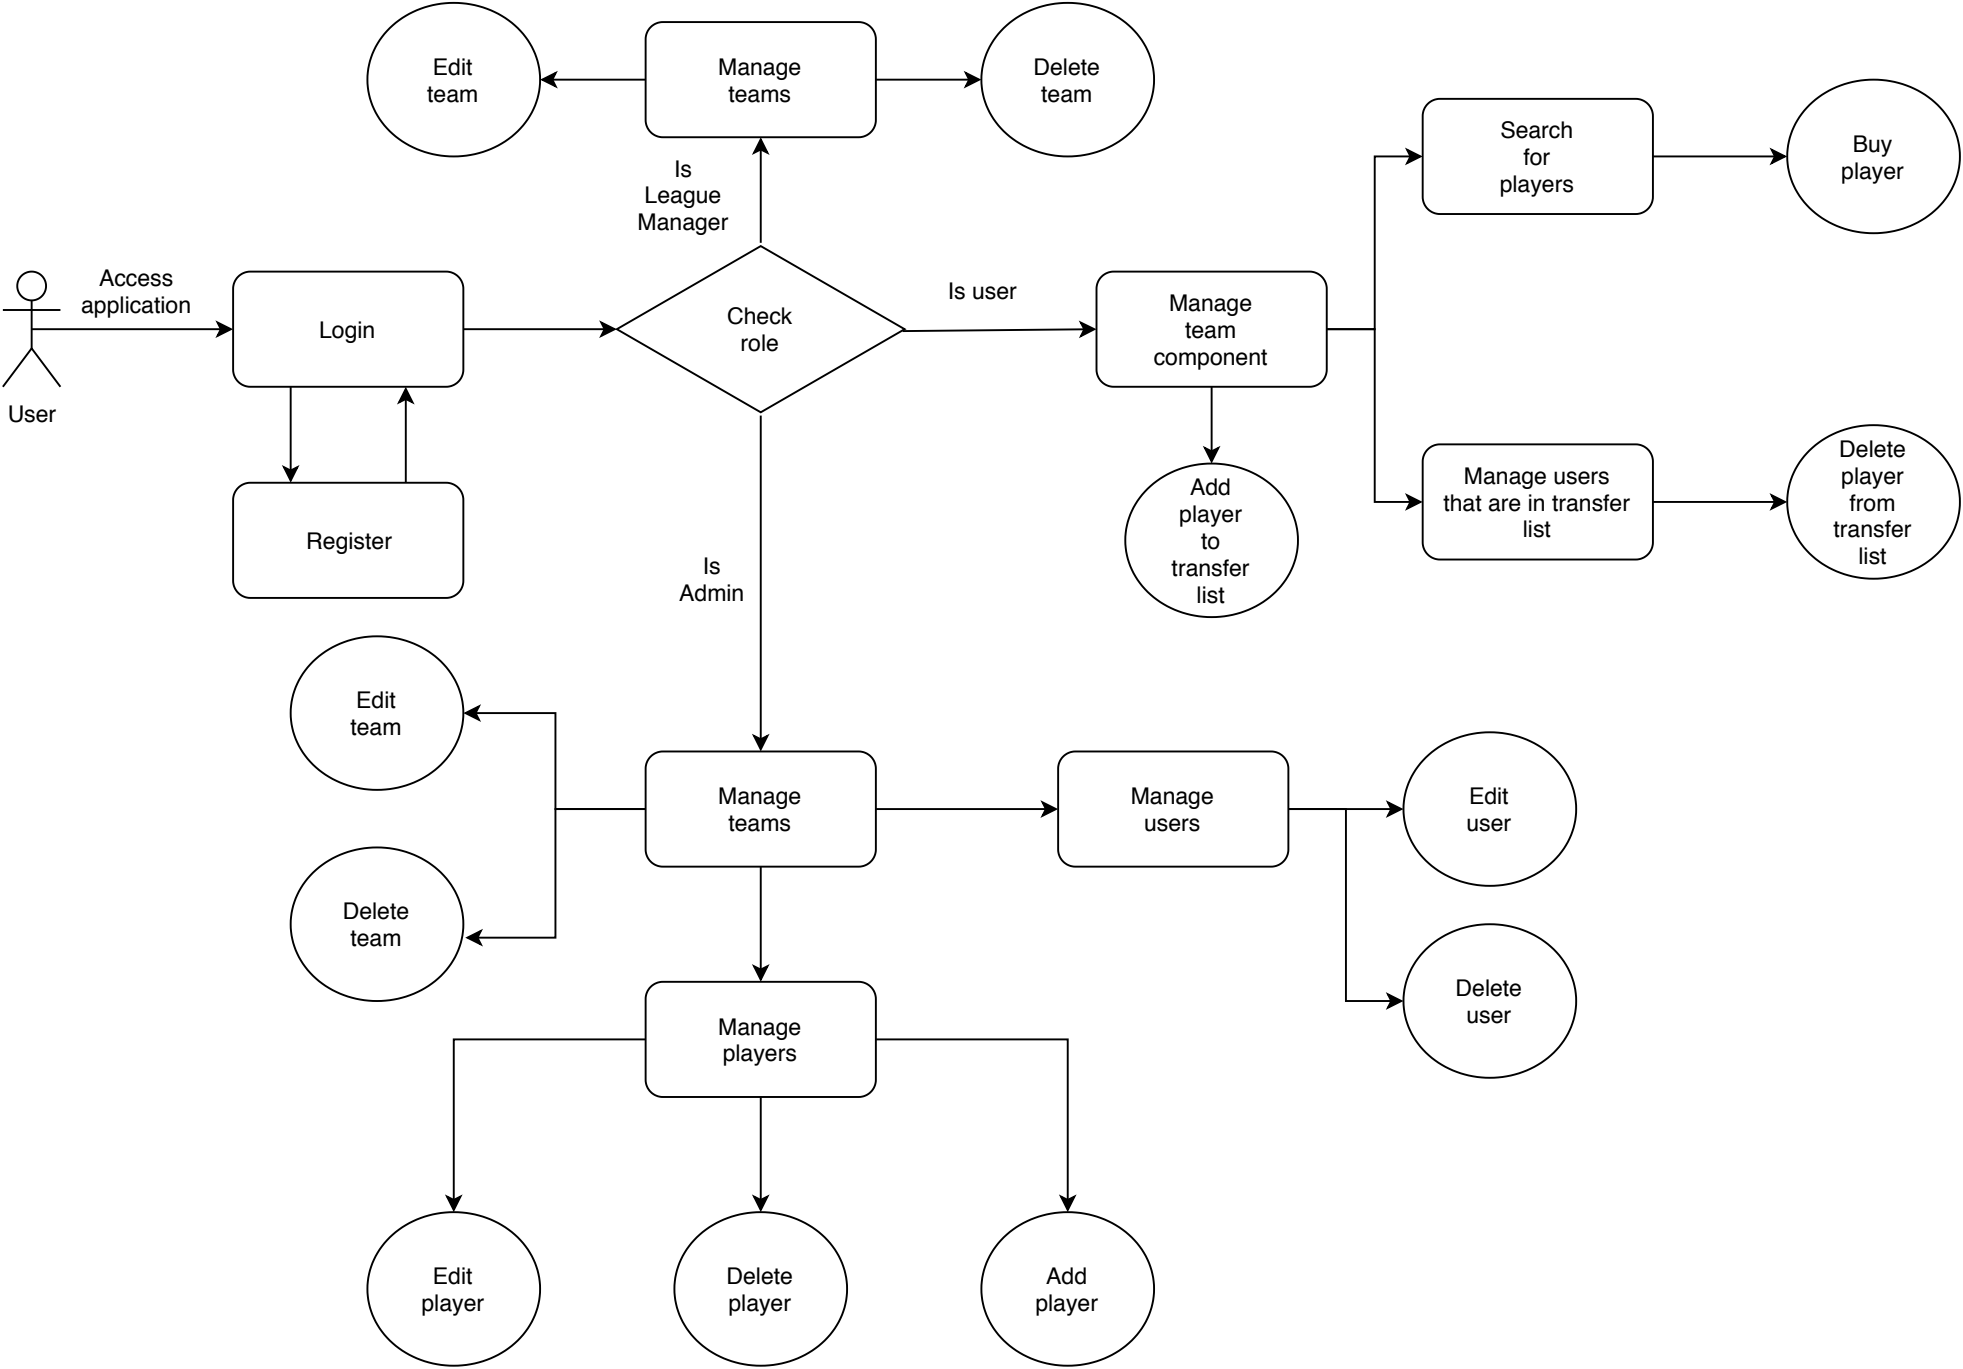 Edit
team
Manage
teams
Delete
team
Search
for
players
Buy
player
Is
League
Manager
Access
application
Login
Check
role
Is user
Manage
team
component
User
Register
Add
player
to
transfer
list
Manage users
that are in transfer
list
Delete
player
from
transfer
list
Is
Admin
Edit
team
Manage
teams
Manage
users
Edit
user
Delete
team
Delete
user
Manage
players
Edit
player
Delete
player
Add
player